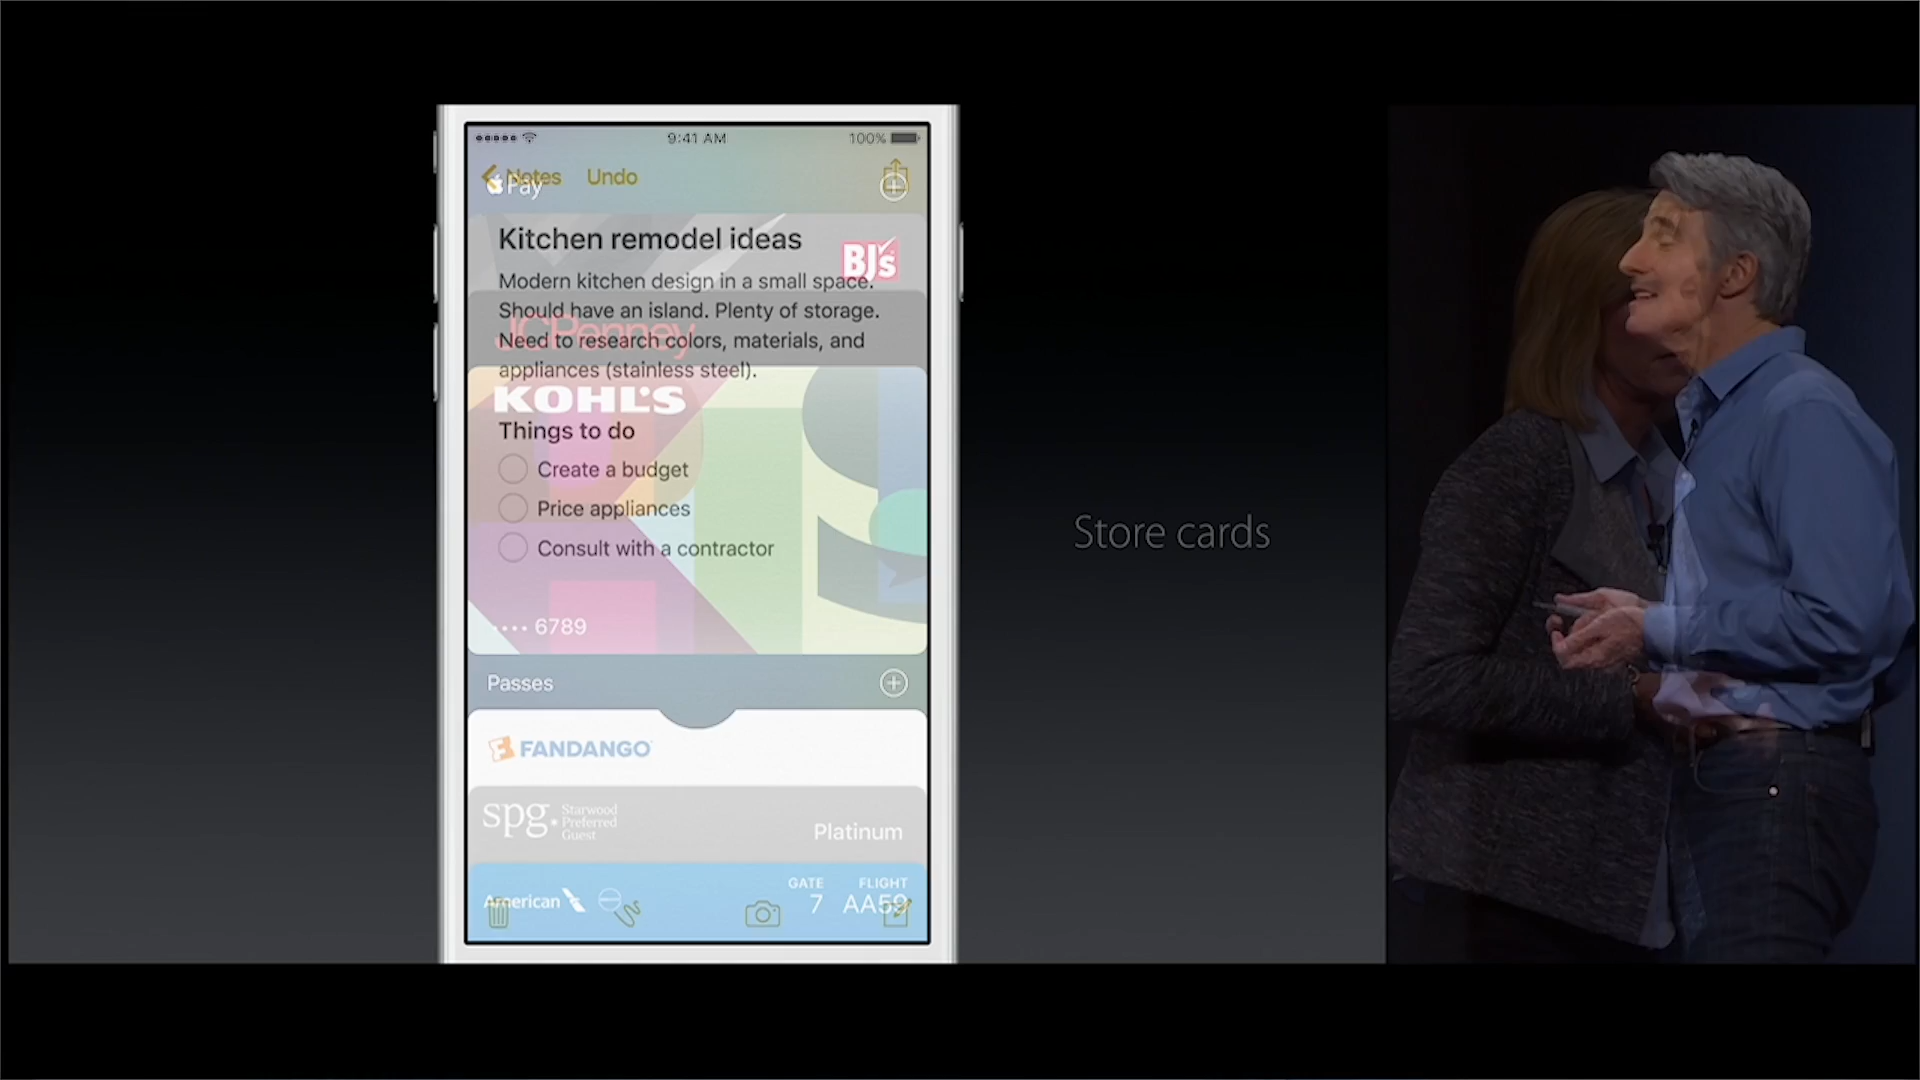 9:41 AM
100%
Notes
Undo
Pay
Kitchen remodel ideas
BJ's
Modern kitchen design in a small space.
Should have an island. Plenty of storage.
JCPenney
Need to research colors, materials, and
appliances (stainless steel).
KOHL'S
Things to do
Create a budget
Price appliances
Consult with a contractor
Store cards
•••• 6789
Passes
FANDANGO
spg.
Starwood
Preferred
Guest
Platinum
GATE
FLIGHT
American
7
AA59